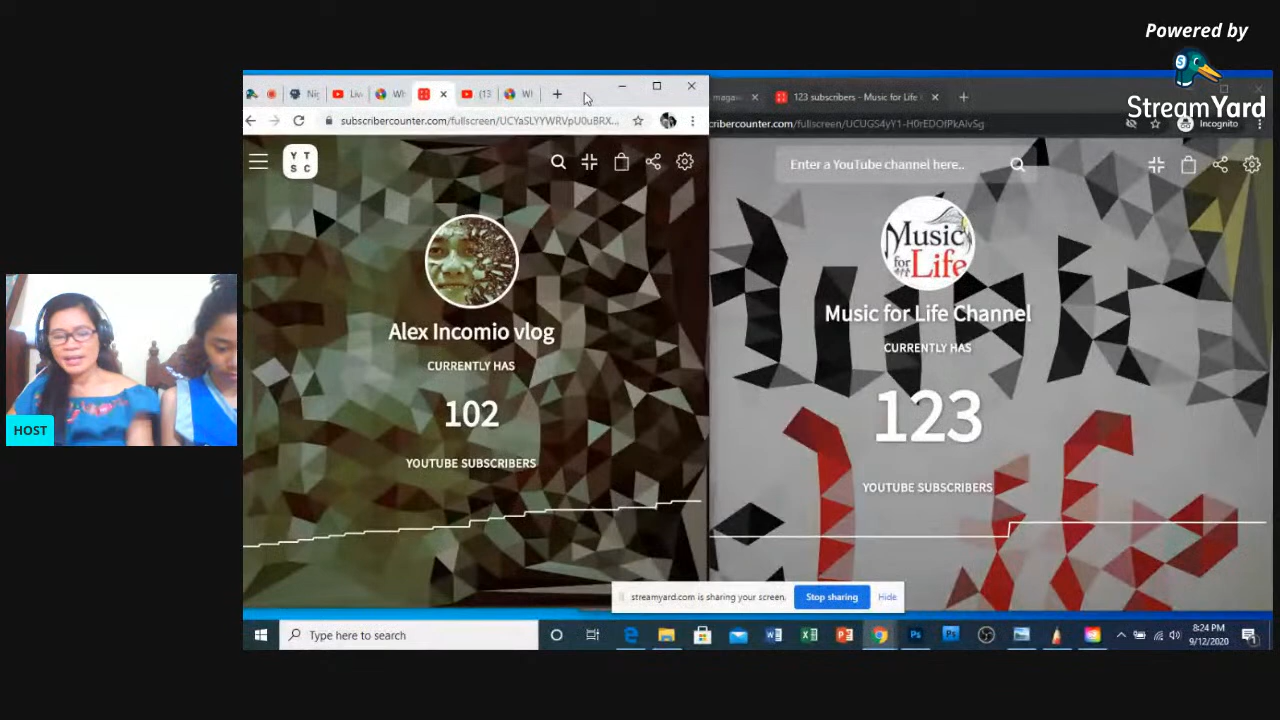 Powered by
StreamYard
(13
123 subscribers - Music for Life
subscribercounter.com/fullscreen/UCYaSLYYWRVpU0uBRX...
bercounter.com/fullscreen/UCUGS4yY1-H0rEDOfPkAlvSg
Incognito
Y T
S C
Enter a YouTube channel here..
Music
for
Life
Alex Incomio vlog
CURRENTLY HAS
102
YOUTUBE SUBSCRIBERS
Music for Life Channel
CURRENTLY HAS
123
YOUTUBE SUBSCRIBERS
HOST
streamyard.com is sharing your screen.
Stop sharing
Hide
Type here to search
8:24 PM
9/12/2020